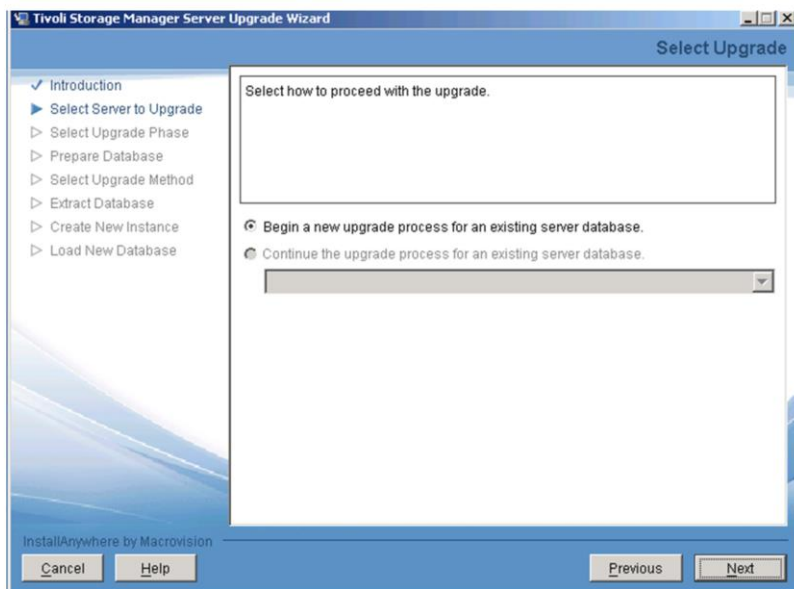 Tivoli Storage Manager Server Upgrade Wizard
Select Upgrade
Introduction
Select Server to Upgrade
Select Upgrade Phase
Prepare Database
Select Upgrade Method
Extract Database
Create New Instance
Load New Database
Select how to proceed with the upgrade.
Begin a new upgrade process for an existing server database.
Continue the upgrade process for an existing server database.
InstallAnywhere by Macrovision
Cancel
Help
Previous
Next